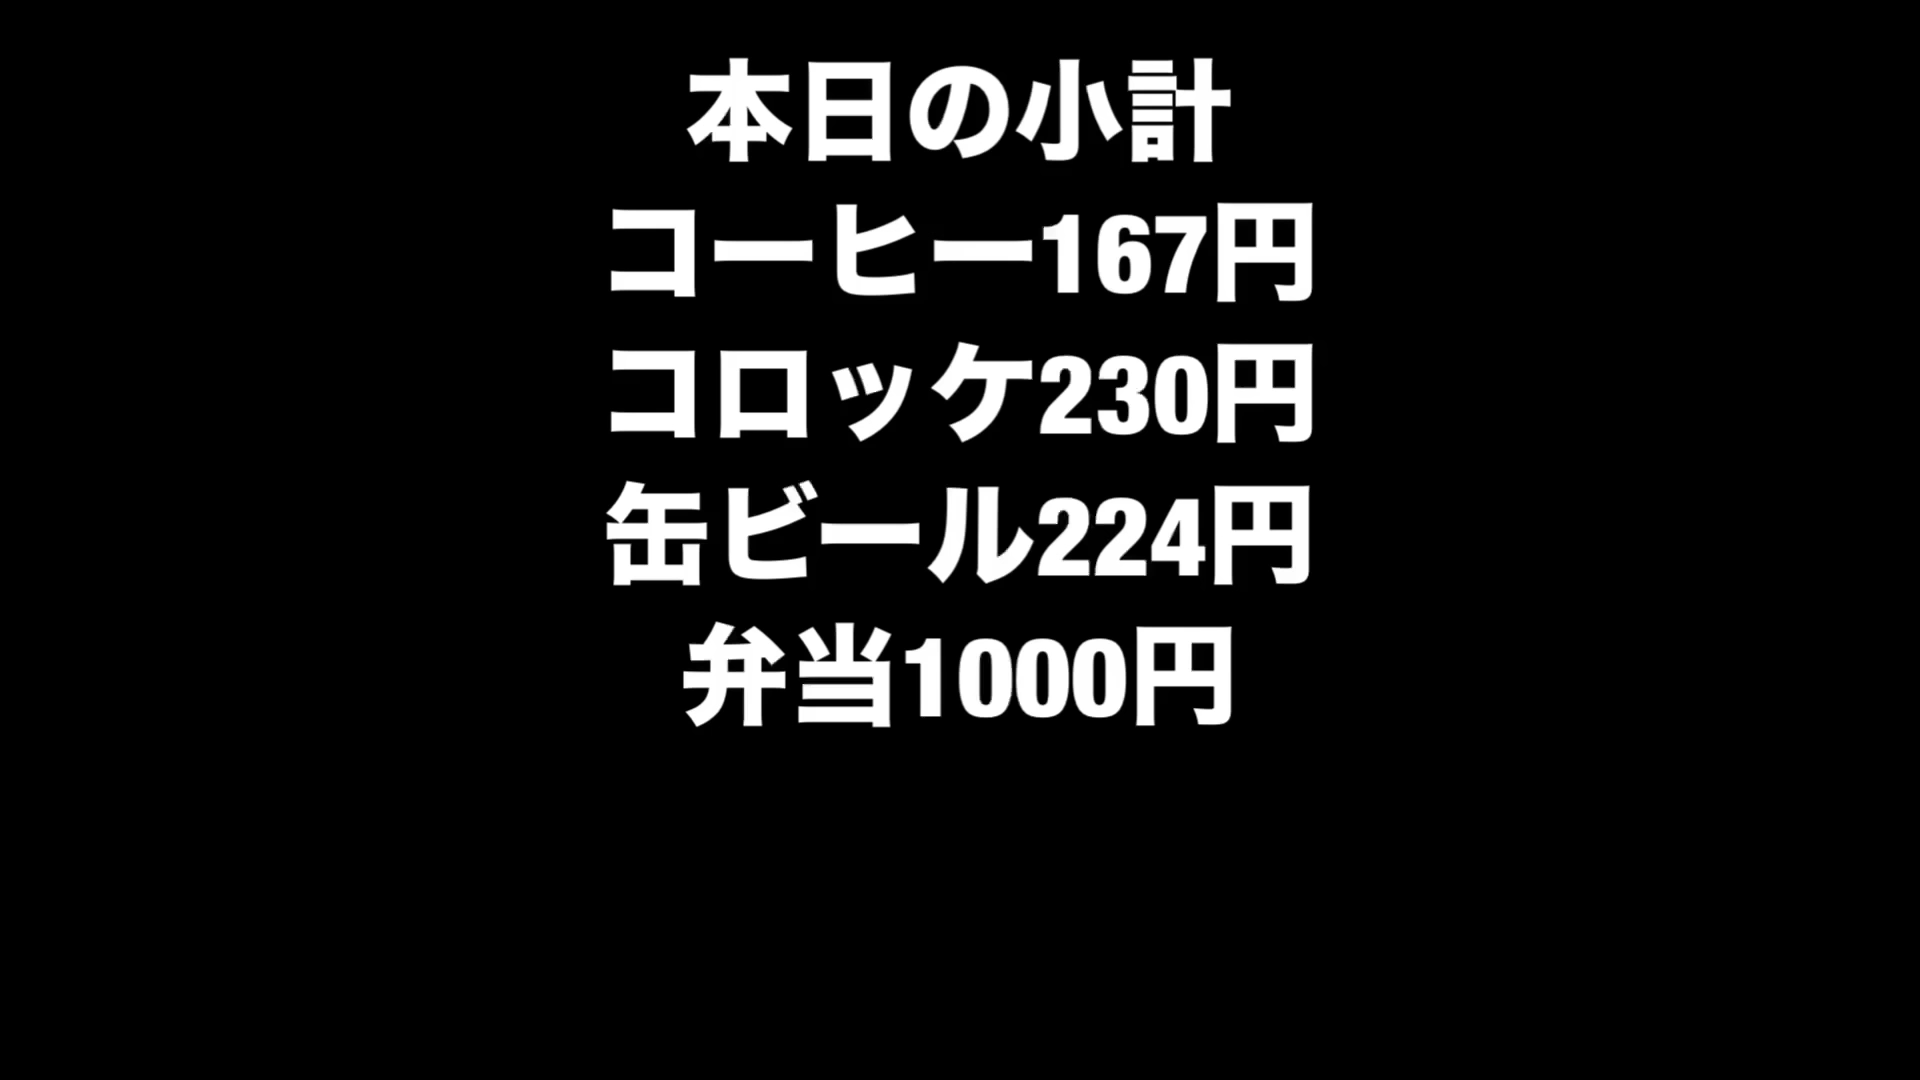 本日の小計
コーヒー167円
コロッケ230円
缶ビール224円
弁当1000円